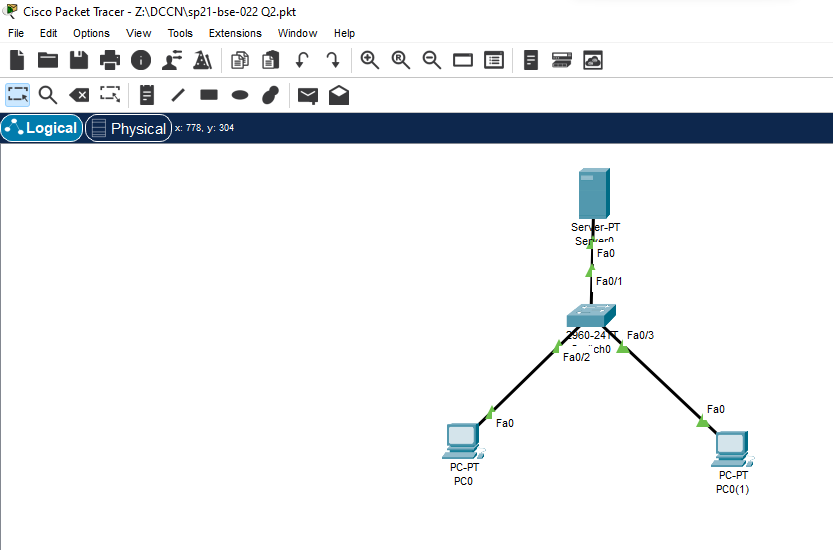 Cisco Packet Tracer - Z:\DCCN\sp21-bse-022 Q2.pkt
File Edit Options View Tools Extensions Window Help
Logical Physical x: 778, y: 304
Server-PT
Server0
Fa0
Fa0/1
2960-24TT Fa0/3
Switch0
Fa0/2
Fa0
Fa0
PC-PT
PC0
PC-PT
PC0(1)